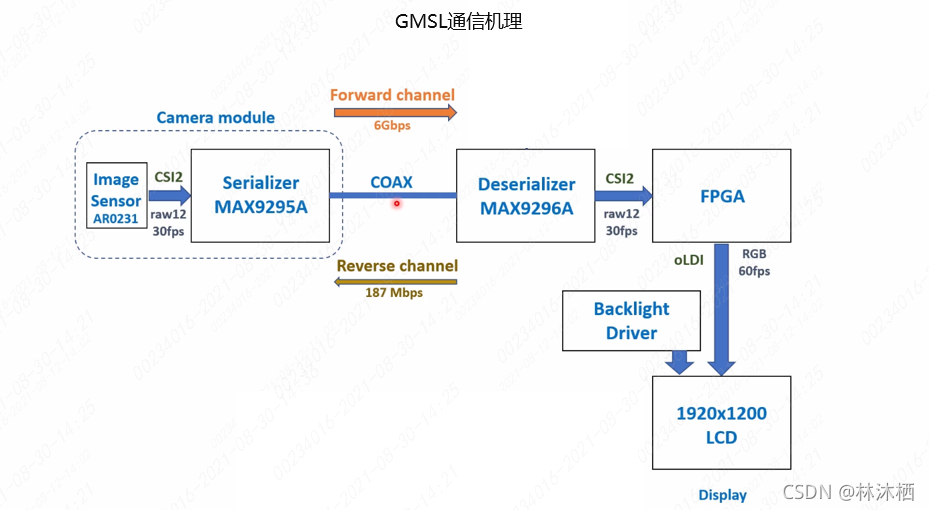 GMSL通信机理
Forward channel
6Gbps
Camera module
Image
Sensor
AR0231
CSI2
raw12
30fps
Serializer
MAX9295A
COAX
Deserializer
MAX9296A
CSI2
raw12
30fps
FPGA
Reverse channel
187 Mbps
oLDI
RGB
60fps
Backlight
Driver
1920x1200
LCD
Display
CSDN @林沐栖